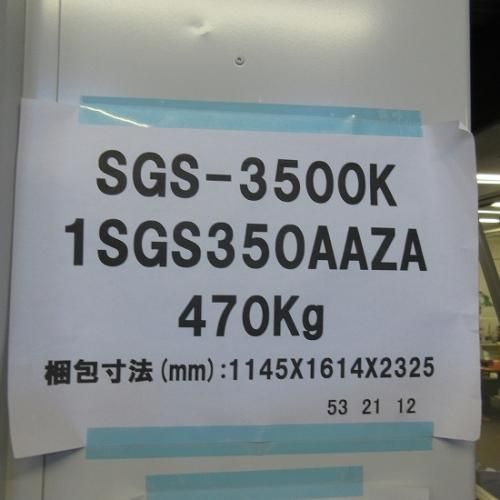 SGS-3500K
1SGS350AAZA
470Kg
梱包寸法(mm):1145X1614X2325
53 21 12